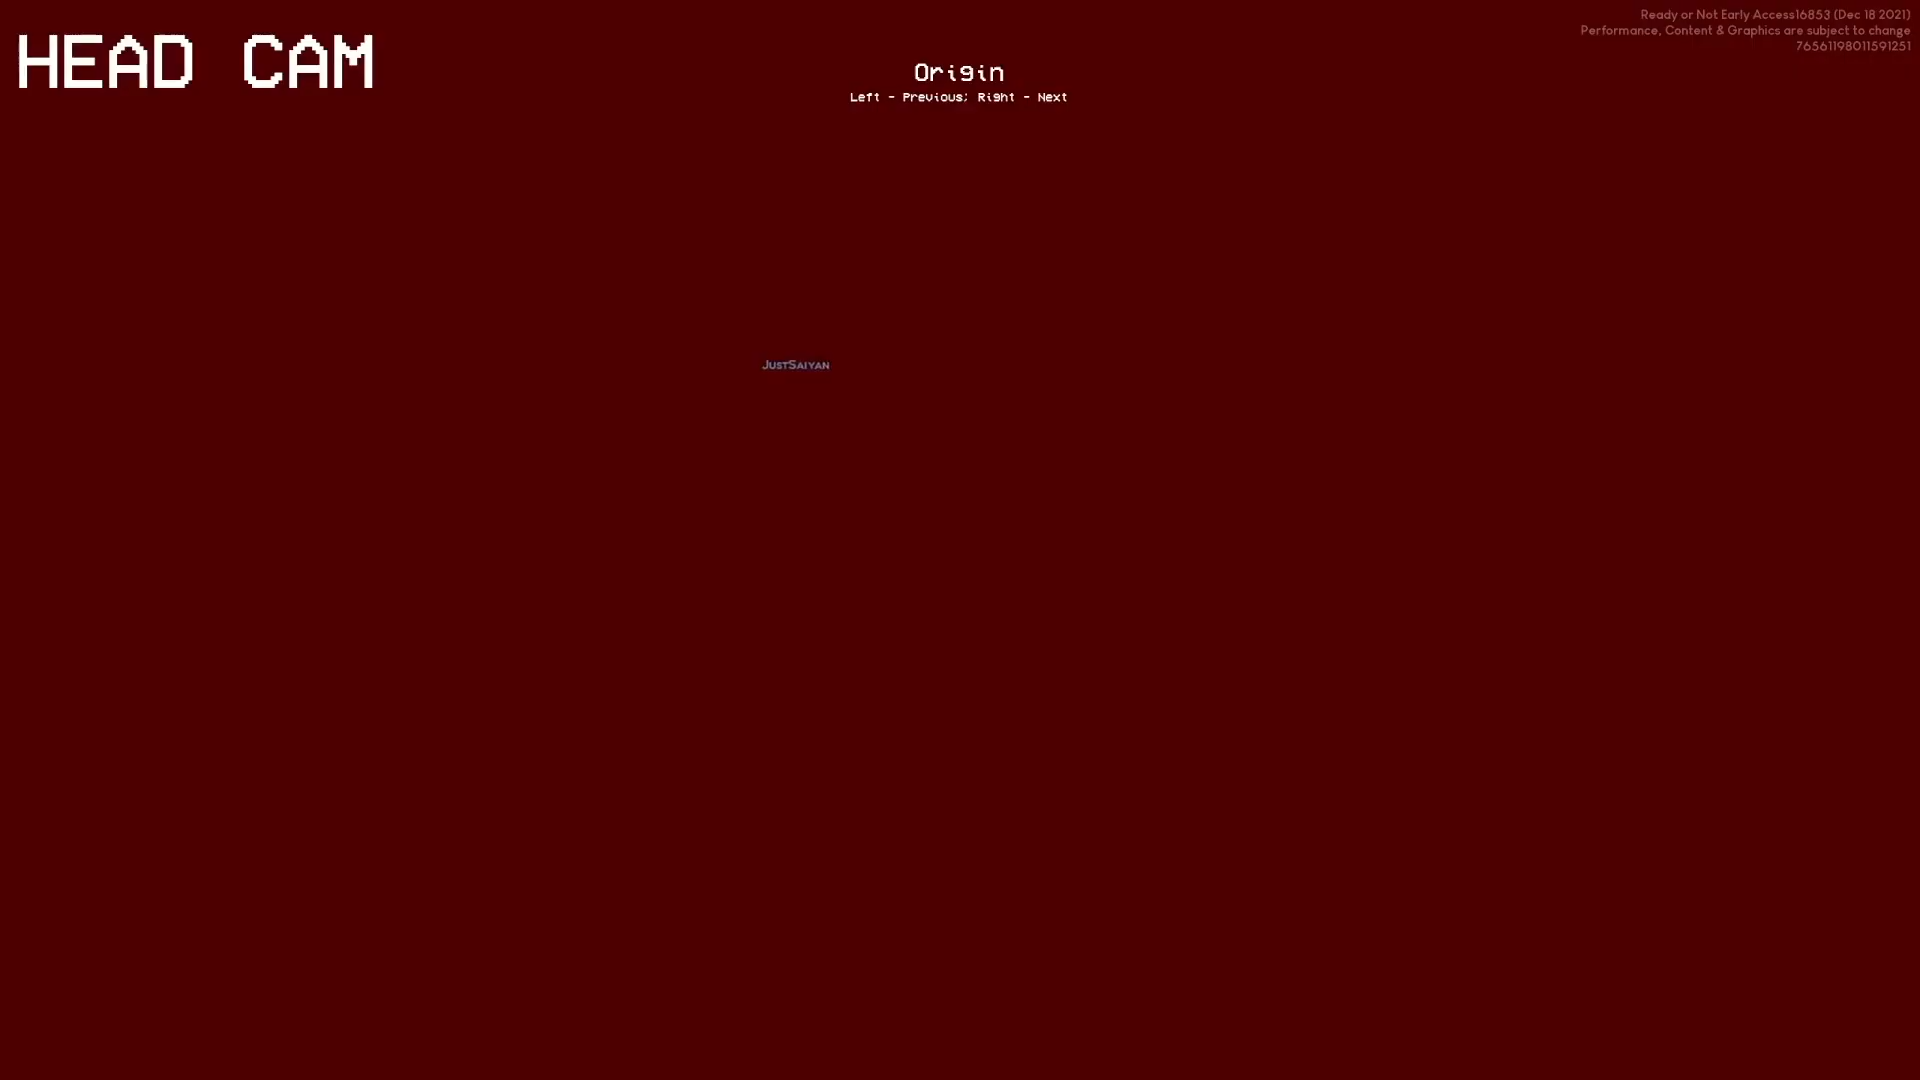 HEAD CAM
Ready or Not Early Access16853 (Dec 18 2021)
Performance, Content & Graphics are subject to change
76561198011591251
Origin
Left - Previous; Right - Next
JustSaiyan